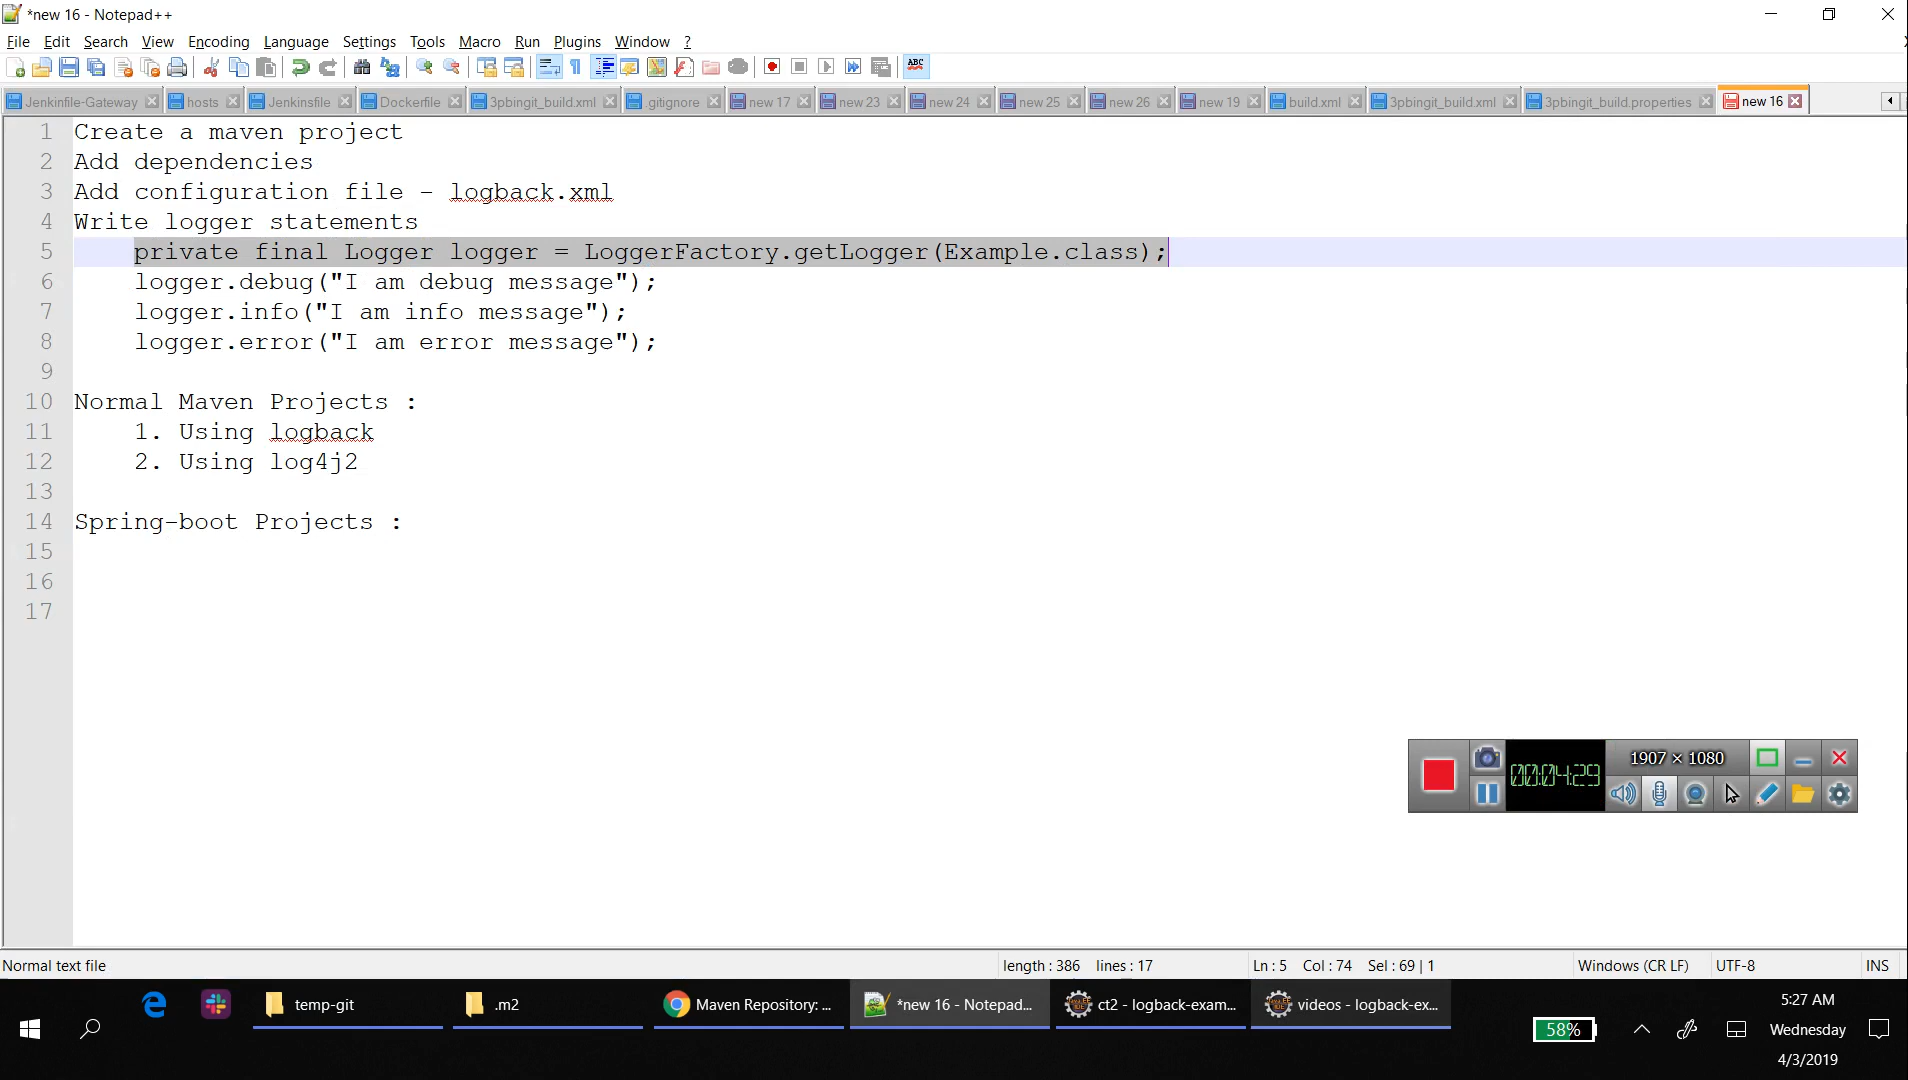 *new 16 - Notepad++
File Edit Search View Encoding Language Settings Tools Macro Run Plugins Window ?
ABC
Jenkinfile-Gateway hosts Jenkinsfile Dockerfile 3pbingit_build.xml .gitignore new 17 new 23 new 24 new 25 new 26 new 19 build.xml 3pbingit_build.xml 3pbingit_build.properties new 16
1 Create a maven project
2 Add dependencies
3 Add configuration file - logback.xml
4 Write logger statements
5 private final Logger logger = LoggerFactory.getLogger(Example.class);
6 logger.debug("I am debug message");
7 logger.info("I am info message");
8 logger.error("I am error message");
9
10 Normal Maven Projects :
11 1. Using logback
12 2. Using log4j2
13
14 Spring-boot Projects :
15
16
17
1907 × 1080
00:04:29
Normal text file length : 386 lines : 17 Ln : 5 Col : 74 Sel : 69 | 1 Windows (CR LF) UTF-8 INS
temp-git .m2 Maven Repository: ... *new 16 - Notepad... ct2 - logback-exam... videos - logback-ex...
58%
5:27 AM
Wednesday
4/3/2019